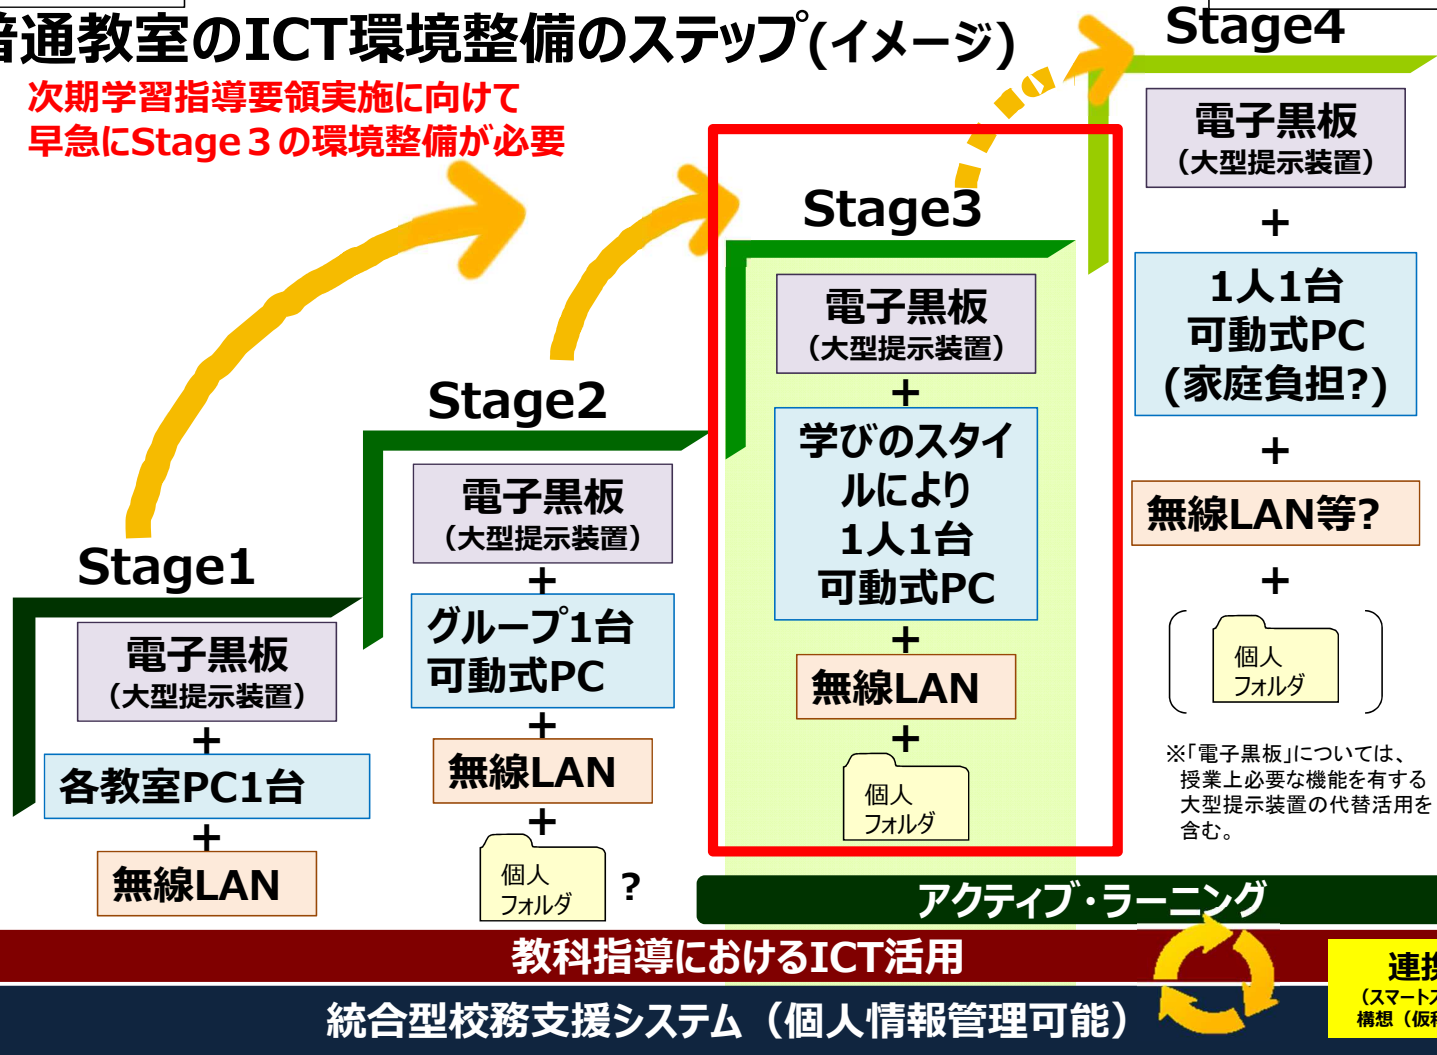 普通教室のICT環境整備のステップ(イメージ)
次期学習指導要領実施に向けて
早急にStage３の環境整備が必要
Stage1
電子黒板
（大型提示装置）
+
各教室PC1台
+
無線LAN
Stage2
電子黒板
（大型提示装置）
+
グループ1台
可動式PC
+
無線LAN
+
個人
フォルダ
?
Stage3
電子黒板
（大型提示装置）
+
学びのスタイ
ルにより
1人1台
可動式PC
+
無線LAN
+
個人
フォルダ
Stage4
電子黒板
（大型提示装置）
+
1人1台
可動式PC
(家庭負担?)
+
無線LAN等?
+
個人
フォルダ
※「電子黒板」については、
授業上必要な機能を有する
大型提示装置の代替活用を
含む。
アクティブ・ラーニング
教科指導におけるICT活用
統合型校務支援システム（個人情報管理可能）
連携
（スマートス
構想（仮称